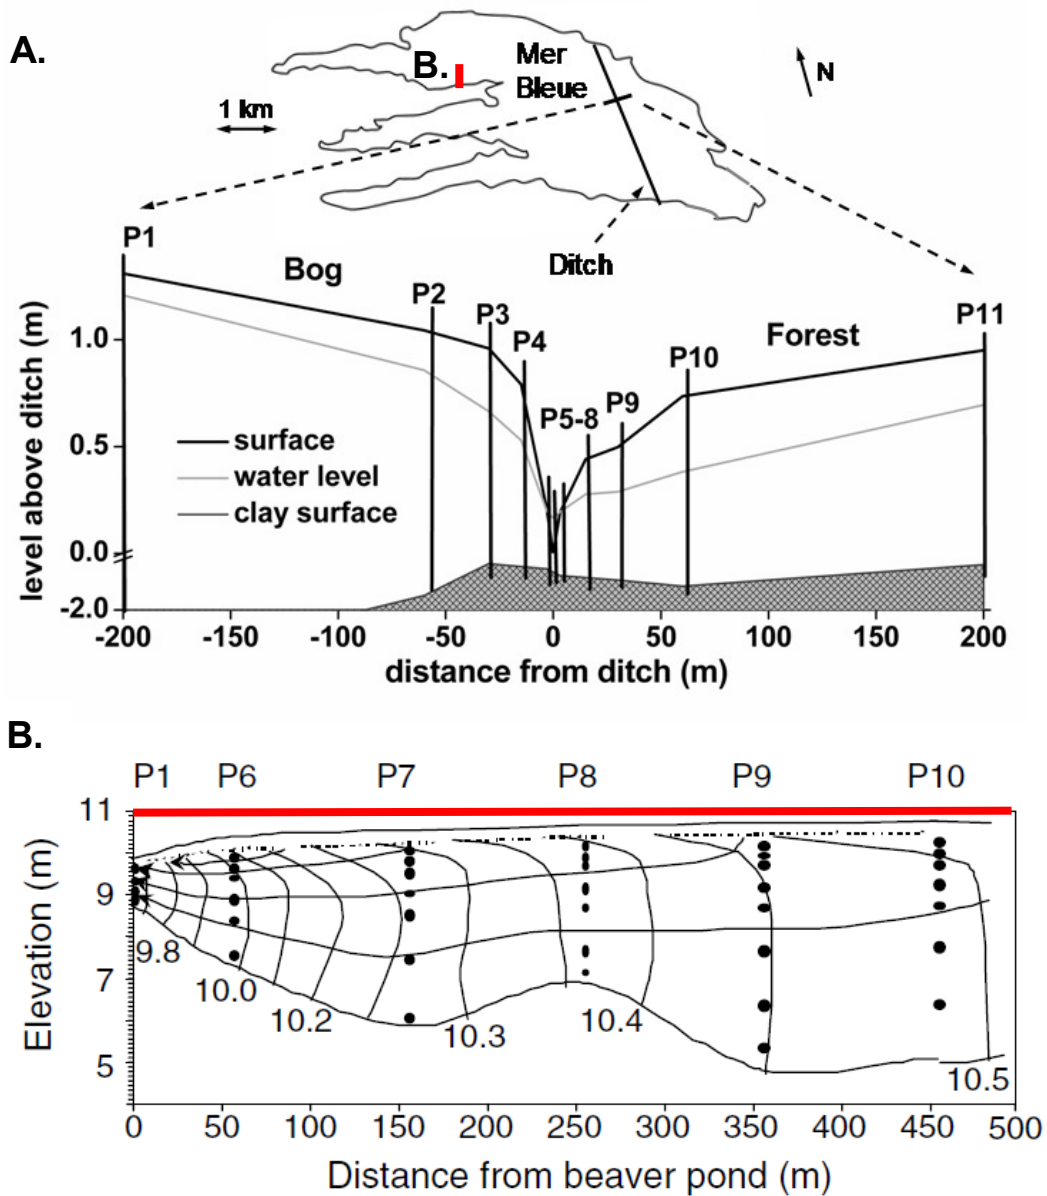 A.
B.
Mer
Bleue
N
1 km
Ditch
P1
Bog
P2
P3
P4
P5-8
P9
P10
Forest
P11
level above ditch (m)
1.0
0.5
0.0
-2.0
surface
water level
clay surface
-200 -150 -100 -50 0 50 100 150 200
distance from ditch (m)
B.
P1 P6 P7 P8 P9 P10
Elevation (m)
11
9
7
5
9.8
10.0
10.2
10.3
10.4
10.5
0 50 100 150 200 250 300 350 400 450 500
Distance from beaver pond (m)